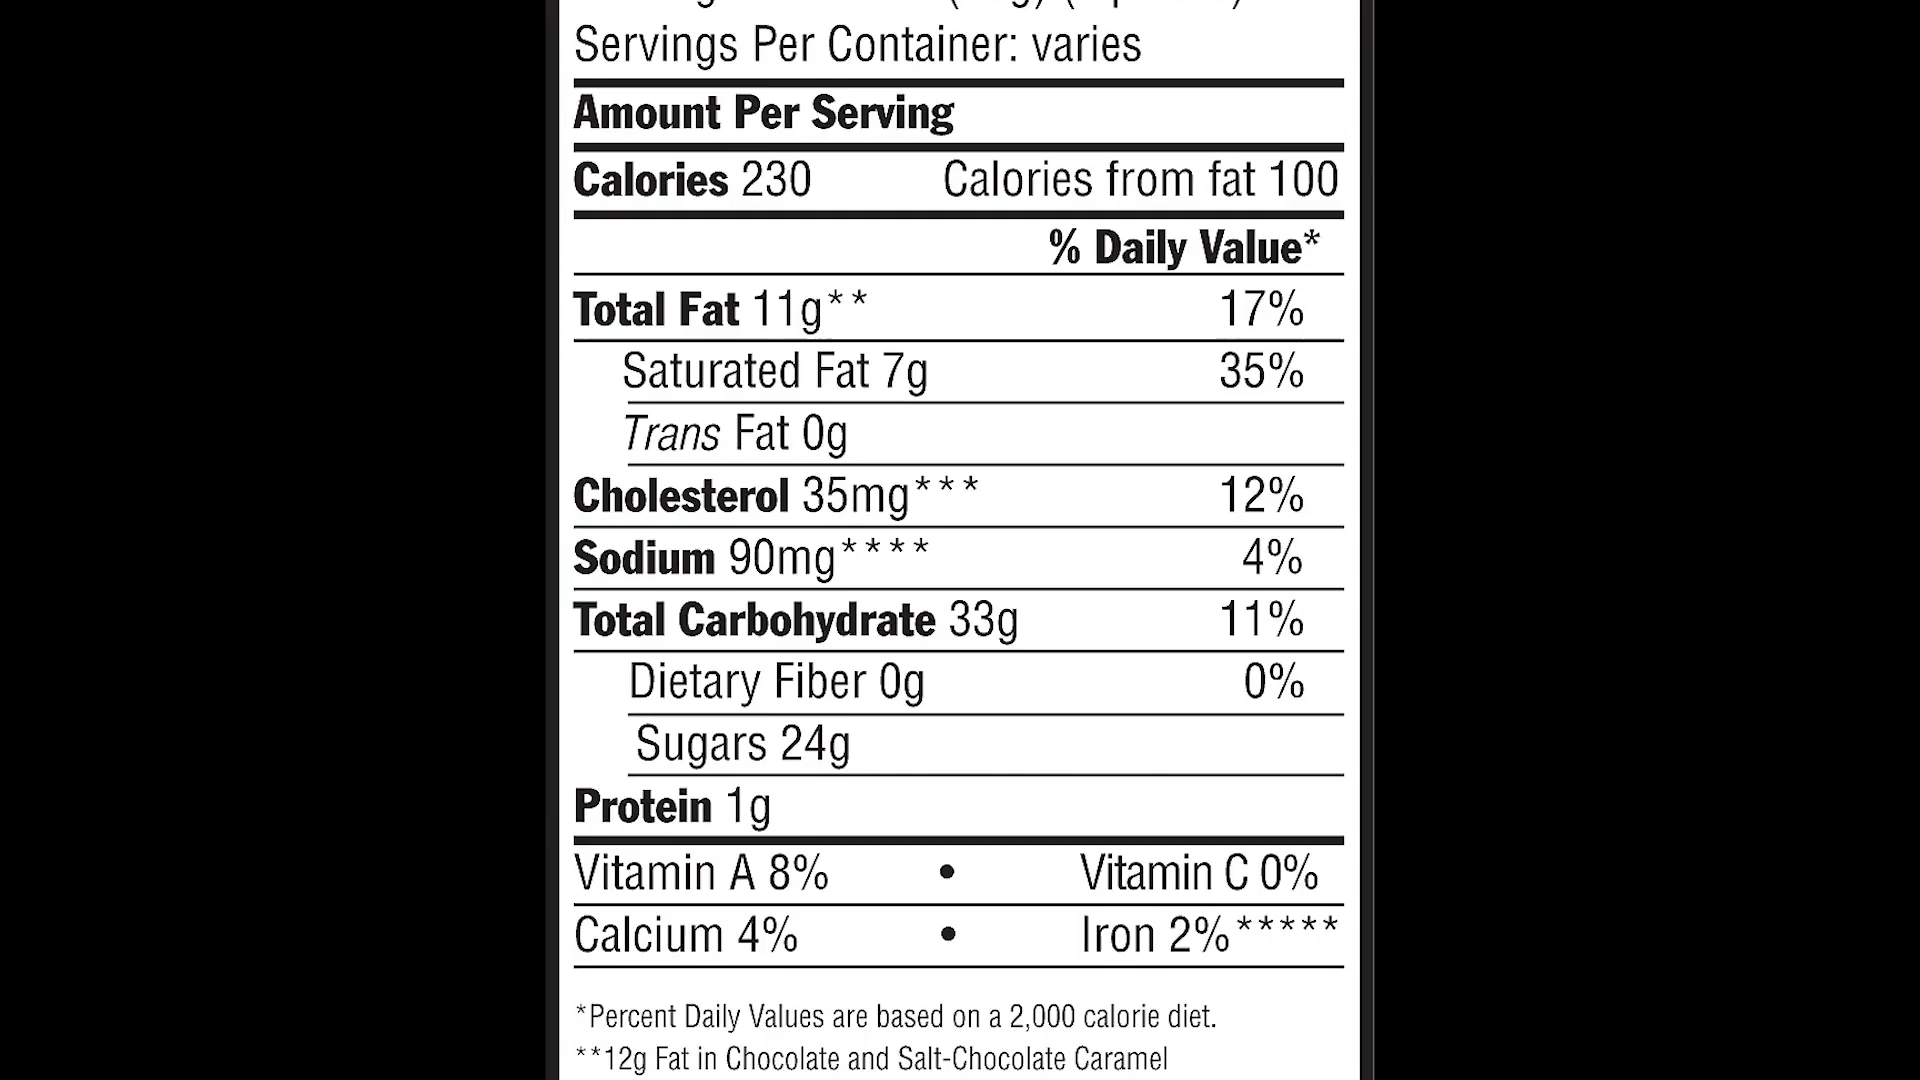 Servings Per Container: varies
Amount Per Serving
Calories 230 Calories from fat 100
% Daily Value*
Total Fat 11g** 17%
Saturated Fat 7g 35%
Trans Fat 0g
Cholesterol 35mg*** 12%
Sodium 90mg**** 4%
Total Carbohydrate 33g 11%
Dietary Fiber 0g 0%
Sugars 24g
Protein 1g
Vitamin A 8% • Vitamin C 0%
Calcium 4% • Iron 2%*****
*Percent Daily Values are based on a 2,000 calorie diet.
**12g Fat in Chocolate and Salt-Chocolate Caramel